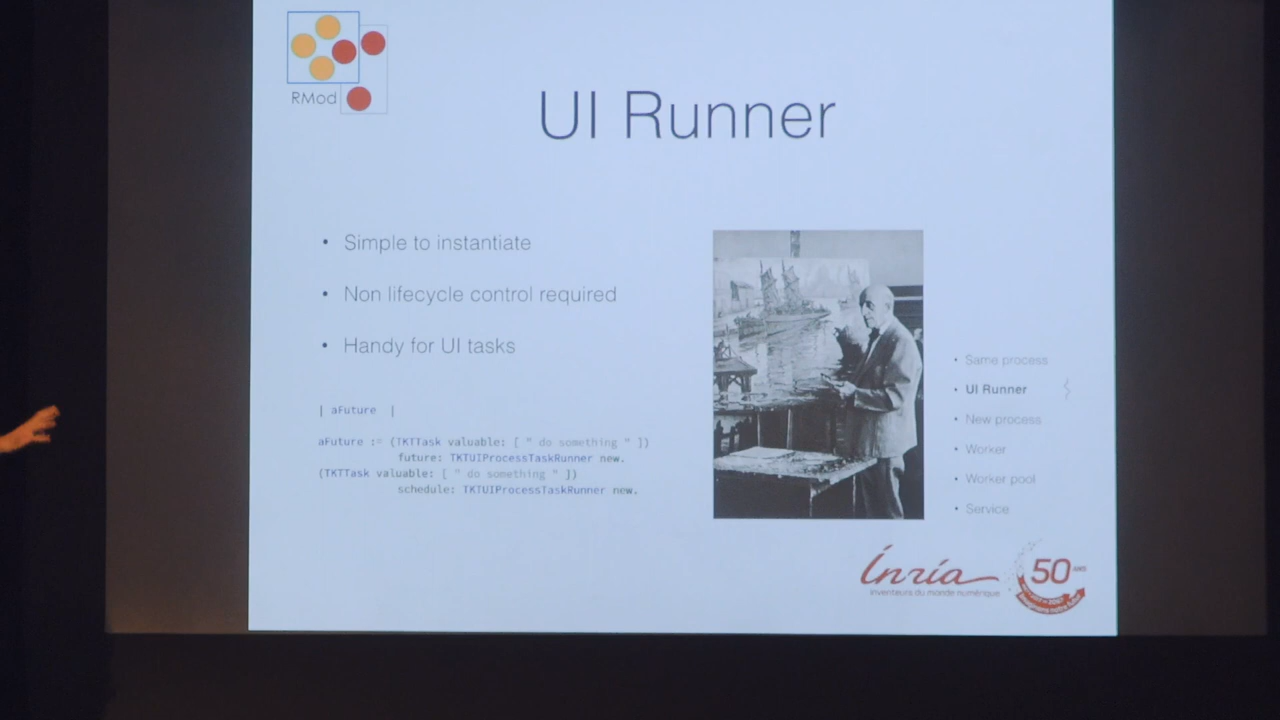 RMod
UI Runner
• Simple to instantiate
• Non lifecycle control required
• Handy for UI tasks
| aFuture |
aFuture := (TKTTask valuable: [ " do something " ])
future: TKTUIProcessTaskRunner new.
(TKTTask valuable: [ " do something " ])
schedule: TKTUIProcessTaskRunner new.
• Same process
• UI Runner
• New process
• Worker
• Worker pool
• Service
Inria
inventeurs du monde numérique
50 ANS